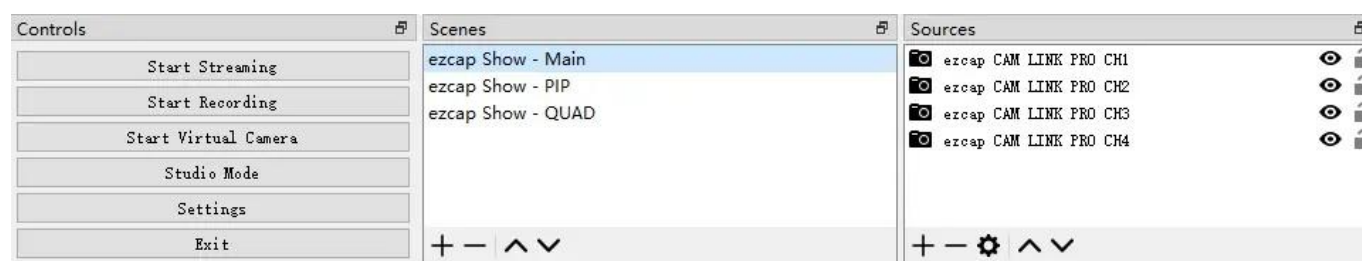 Controls
Start Streaming
Start Recording
Start Virtual Camera
Studio Mode
Settings
Exit
Scenes
ezcap Show - Main
ezcap Show - PIP
ezcap Show - QUAD
Sources
ezcap CAM LINK PRO CH1
ezcap CAM LINK PRO CH2
ezcap CAM LINK PRO CH3
ezcap CAM LINK PRO CH4